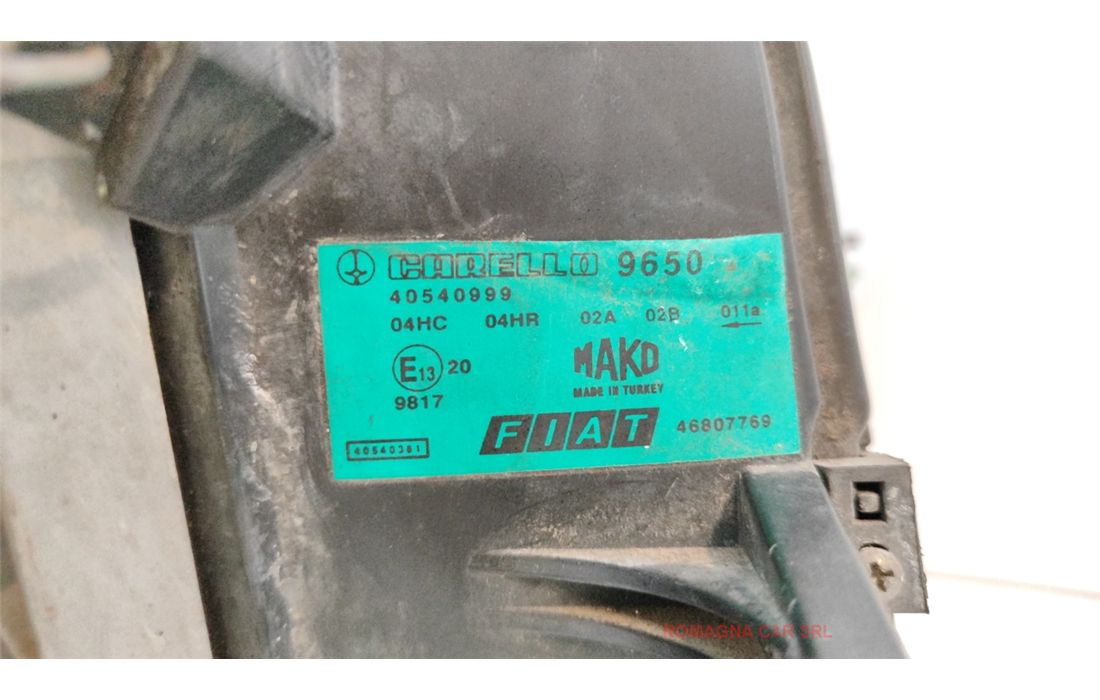 CARELLO 9650
40540999
04HC 04HR 02A 02B 011a
E13 20
MAKO
MADE IN TURKEY
9817
FIAT 46807769
40540381
ROMAGNA CAR SRL